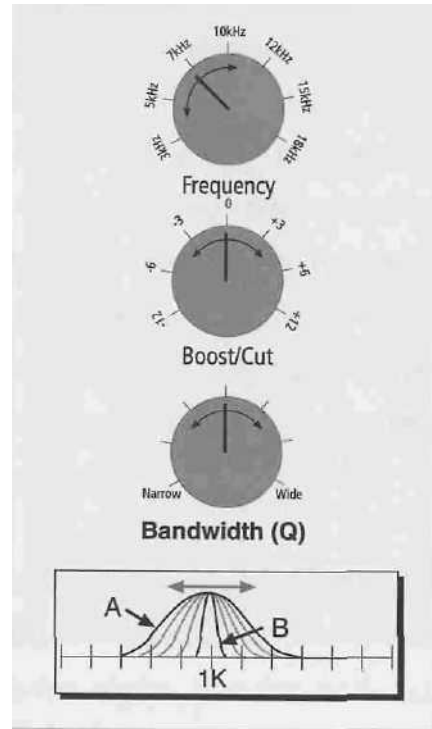 10kHz
7kHz
12kHz
5kHz
15kHz
3kHz
18kHz
Frequency
0
-3
+3
-6
+6
-12
+12
Boost/Cut
Narrow
Wide
Bandwidth (Q)
A
B
1K